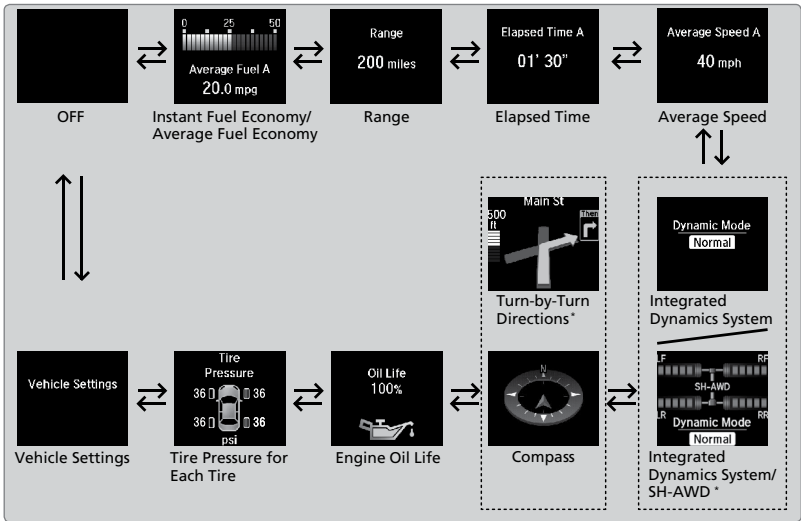 0 25 50
Average Fuel A
20.0 mpg
Range
200 miles
Elapsed Time A
01' 30"
Average Speed A
40 mph
OFF
Instant Fuel Economy/
Average Fuel Economy
Range
Elapsed Time
Average Speed
Main St
500
ft
Then
Turn-by-Turn
Directions*
Dynamic Mode
Normal
Integrated
Dynamics System
Vehicle Settings
Vehicle Settings
Tire
Pressure
36 36
36 36
psi
Tire Pressure for
Each Tire
Oil Life
100%
Engine Oil Life
N
Compass
LF RF
SH-AWD
LR RR
Dynamic Mode
Normal
Integrated
Dynamics System/
SH-AWD *